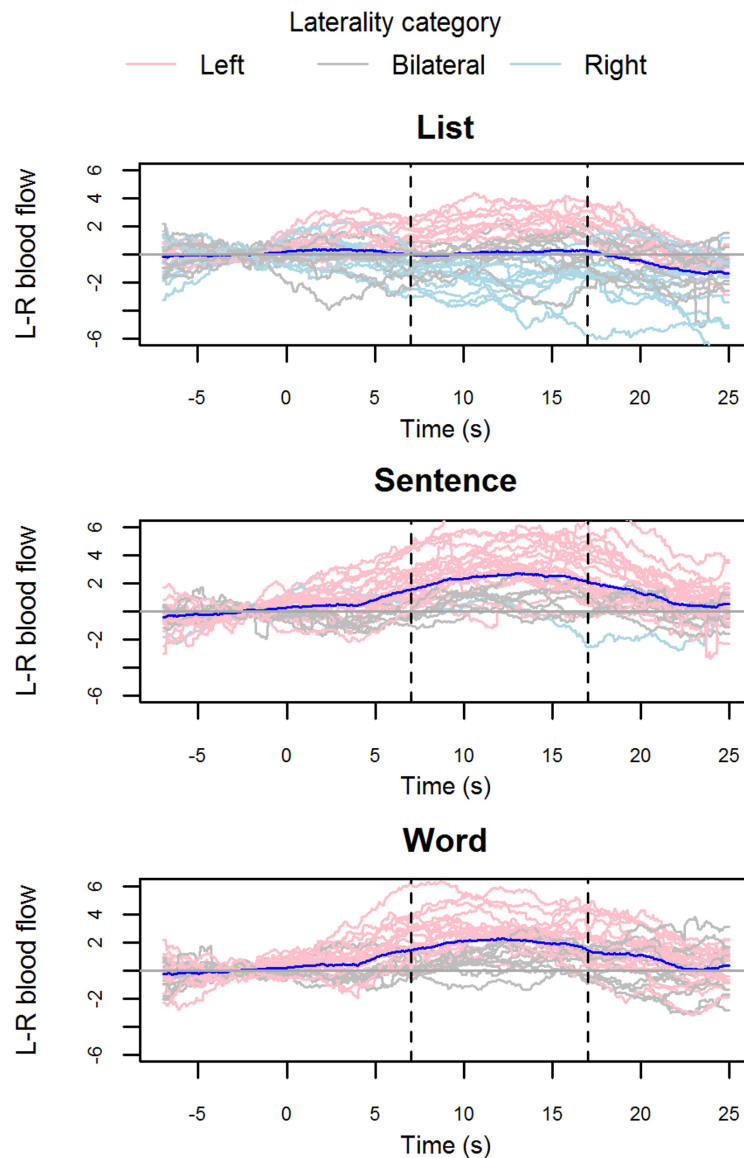 Laterality category
Left Bilateral Right
List
L-R blood flow
6
4
2
-2
-6
-5 0 5 10 15 20 25
Time (s)
Sentence
L-R blood flow
6
4
2
0
-2
-6
-5 0 5 10 15 20 25
Time (s)
Word
L-R blood flow
6
4
2
0
-2
-6
-5 0 5 10 15 20 25
Time (s)